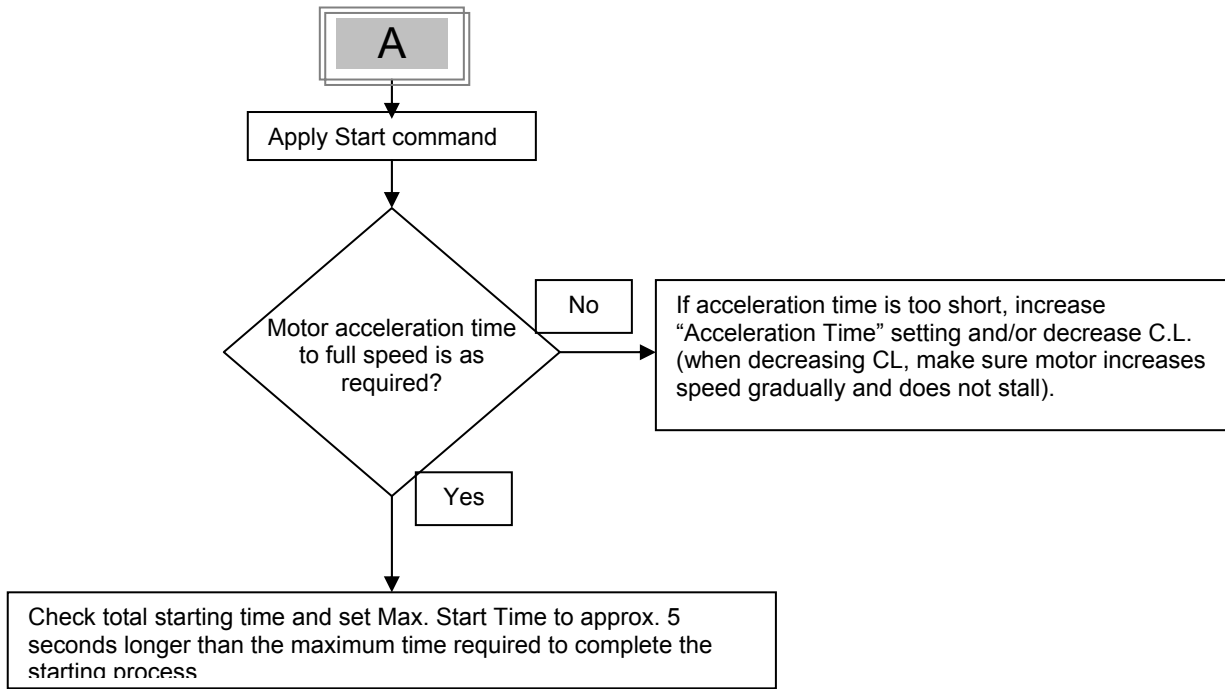 A
Apply Start command
Motor acceleration time
to full speed is as
required?
No
If acceleration time is too short, increase
“Acceleration Time” setting and/or decrease C.L.
(when decreasing CL, make sure motor increases
speed gradually and does not stall).
Yes
Check total starting time and set Max. Start Time to approx. 5
seconds longer than the maximum time required to complete the
starting process